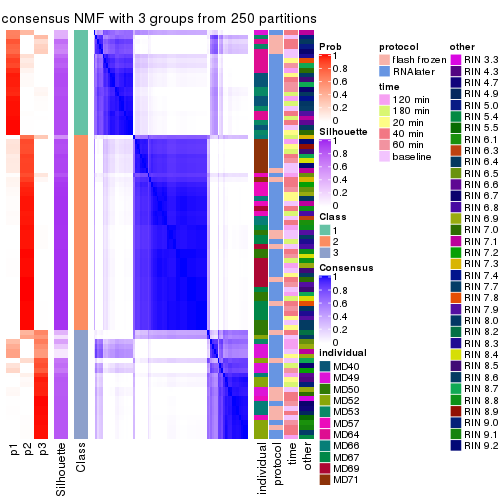 consensus NMF with 3 groups from 250 partitions
p1
p2
p3
Silhouette
Class
individual
protocol
time
other
Prob
1
0.8
0.6
0.4
0.2
0
Silhouette
1
0.8
0.6
0.4
0.2
0
Class
1
2
3
Consensus
1
0.8
0.6
0.4
0.2
0
individual
MD40
MD49
MD50
MD52
MD53
MD57
MD64
MD66
MD67
MD69
MD71
protocol
flash frozen
RNAlater
time
120 min
180 min
20 min
40 min
60 min
baseline
other
RIN 3.3
RIN 4.3
RIN 4.7
RIN 4.9
RIN 5.0
RIN 5.4
RIN 5.5
RIN 6.1
RIN 6.3
RIN 6.4
RIN 6.5
RIN 6.6
RIN 6.7
RIN 6.8
RIN 6.9
RIN 7.0
RIN 7.1
RIN 7.2
RIN 7.3
RIN 7.4
RIN 7.7
RIN 7.8
RIN 7.9
RIN 8.0
RIN 8.2
RIN 8.3
RIN 8.4
RIN 8.5
RIN 8.6
RIN 8.7
RIN 8.8
RIN 8.9
RIN 9.0
RIN 9.1
RIN 9.2